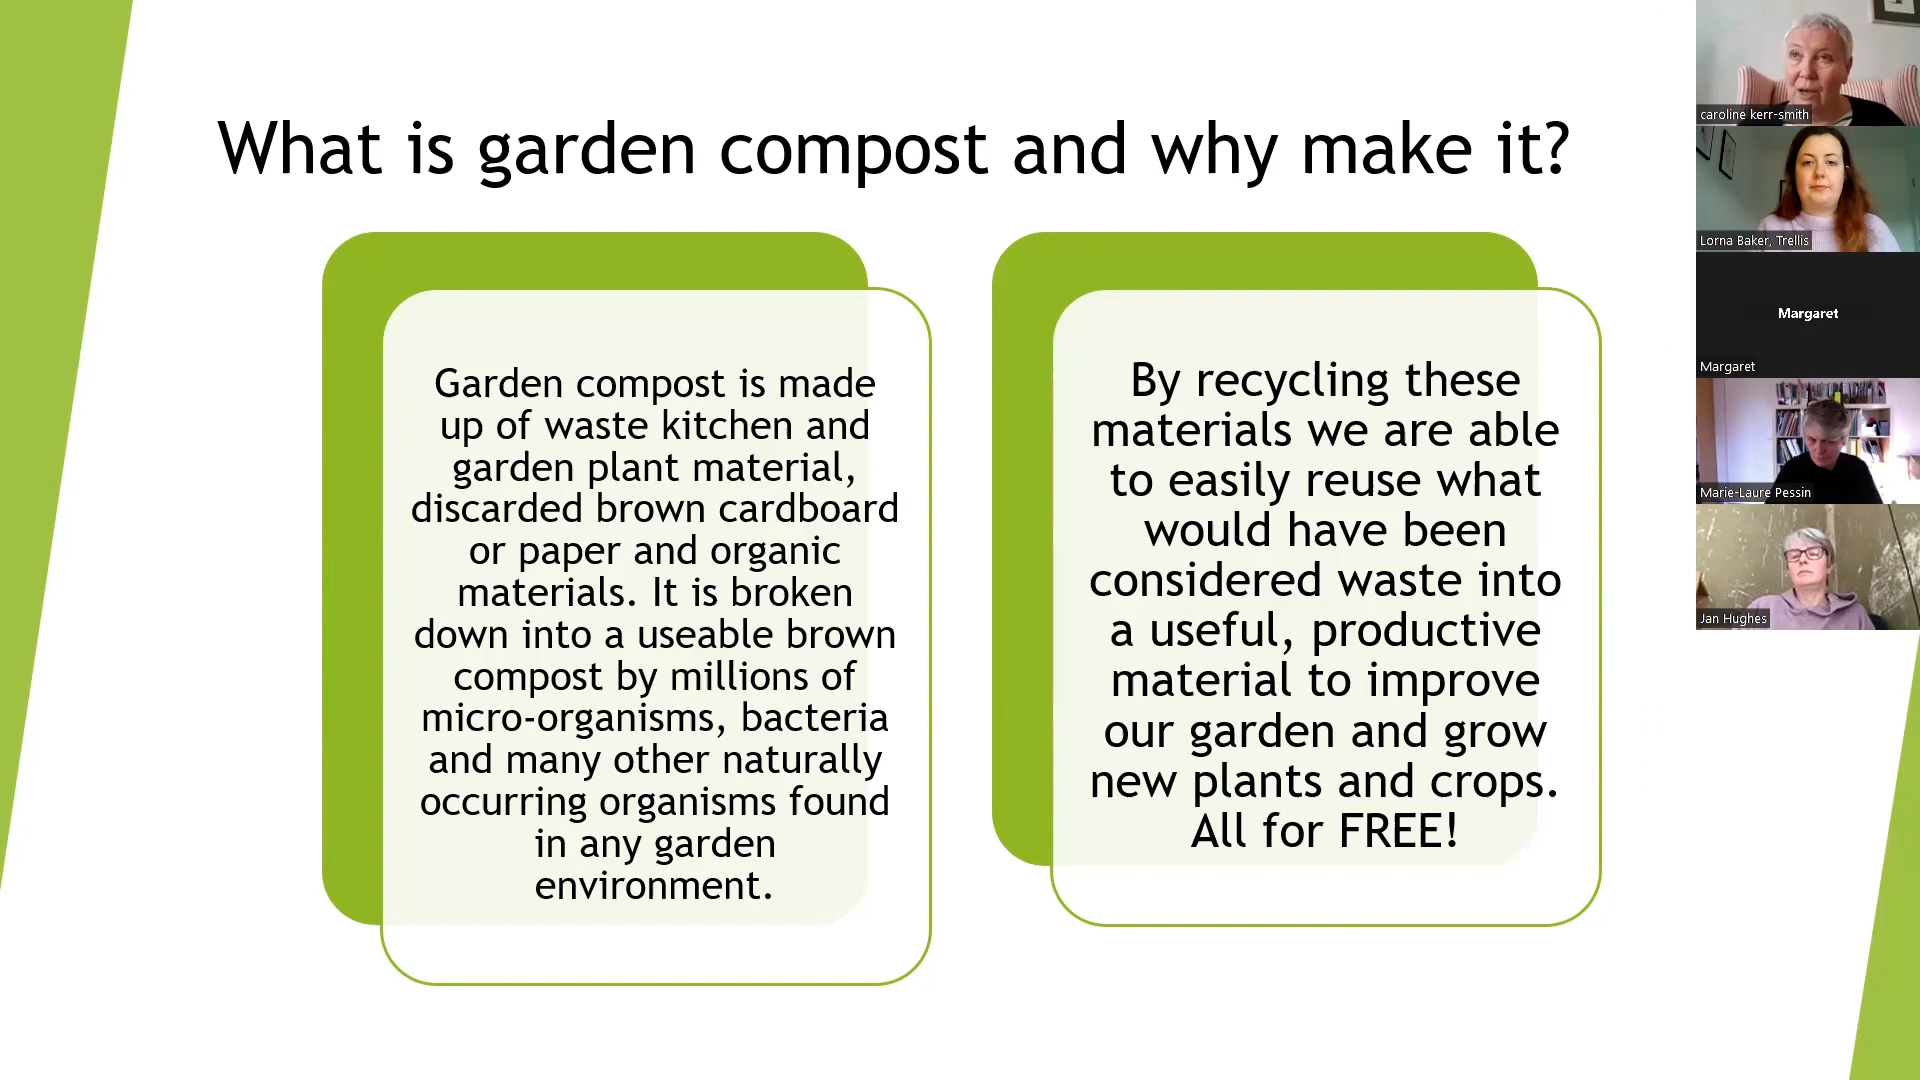 What is garden compost and why make it?
Garden compost is made
up of waste kitchen and
garden plant material,
discarded brown cardboard
or paper and organic
materials. It is broken
down into a useable brown
compost by millions of
micro-organisms, bacteria
and many other naturally
occurring organisms found
in any garden
environment.
By recycling these
materials we are able
to easily reuse what
would have been
considered waste into
a useful, productive
material to improve
our garden and grow
new plants and crops.
All for FREE!
caroline kerr-smith
Lorna Baker, Trellis
Margaret
Margaret
Marie-Laure Pessin
Jan Hughes